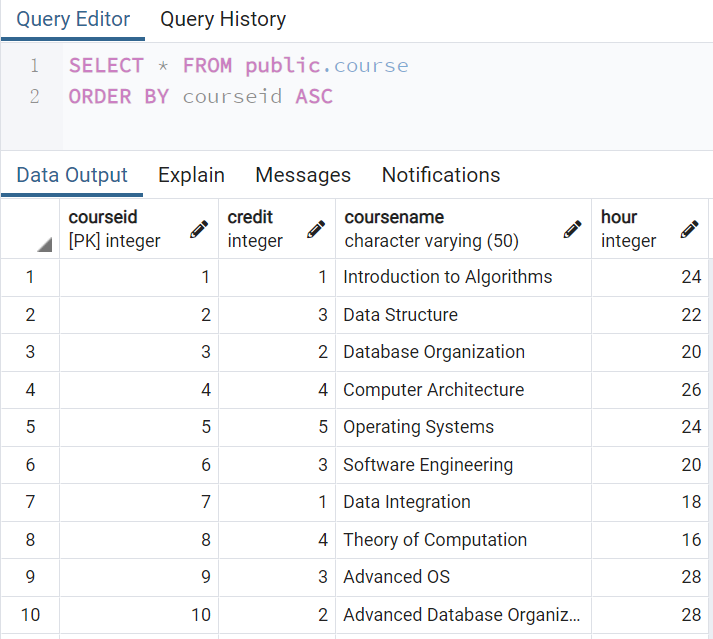 Query Editor Query History
1 SELECT * FROM public.course
2 ORDER BY courseid ASC
Data Output Explain Messages Notifications
courseid credit coursename hour
[PK] integer integer character varying (50) integer
1 1 1 Introduction to Algorithms 24
2 2 3 Data Structure 22
3 3 2 Database Organization 20
4 4 4 Computer Architecture 26
5 5 5 Operating Systems 24
6 6 3 Software Engineering 20
7 7 1 Data Integration 18
8 8 4 Theory of Computation 16
9 9 3 Advanced OS 28
10 10 2 Advanced Database Organiz... 28